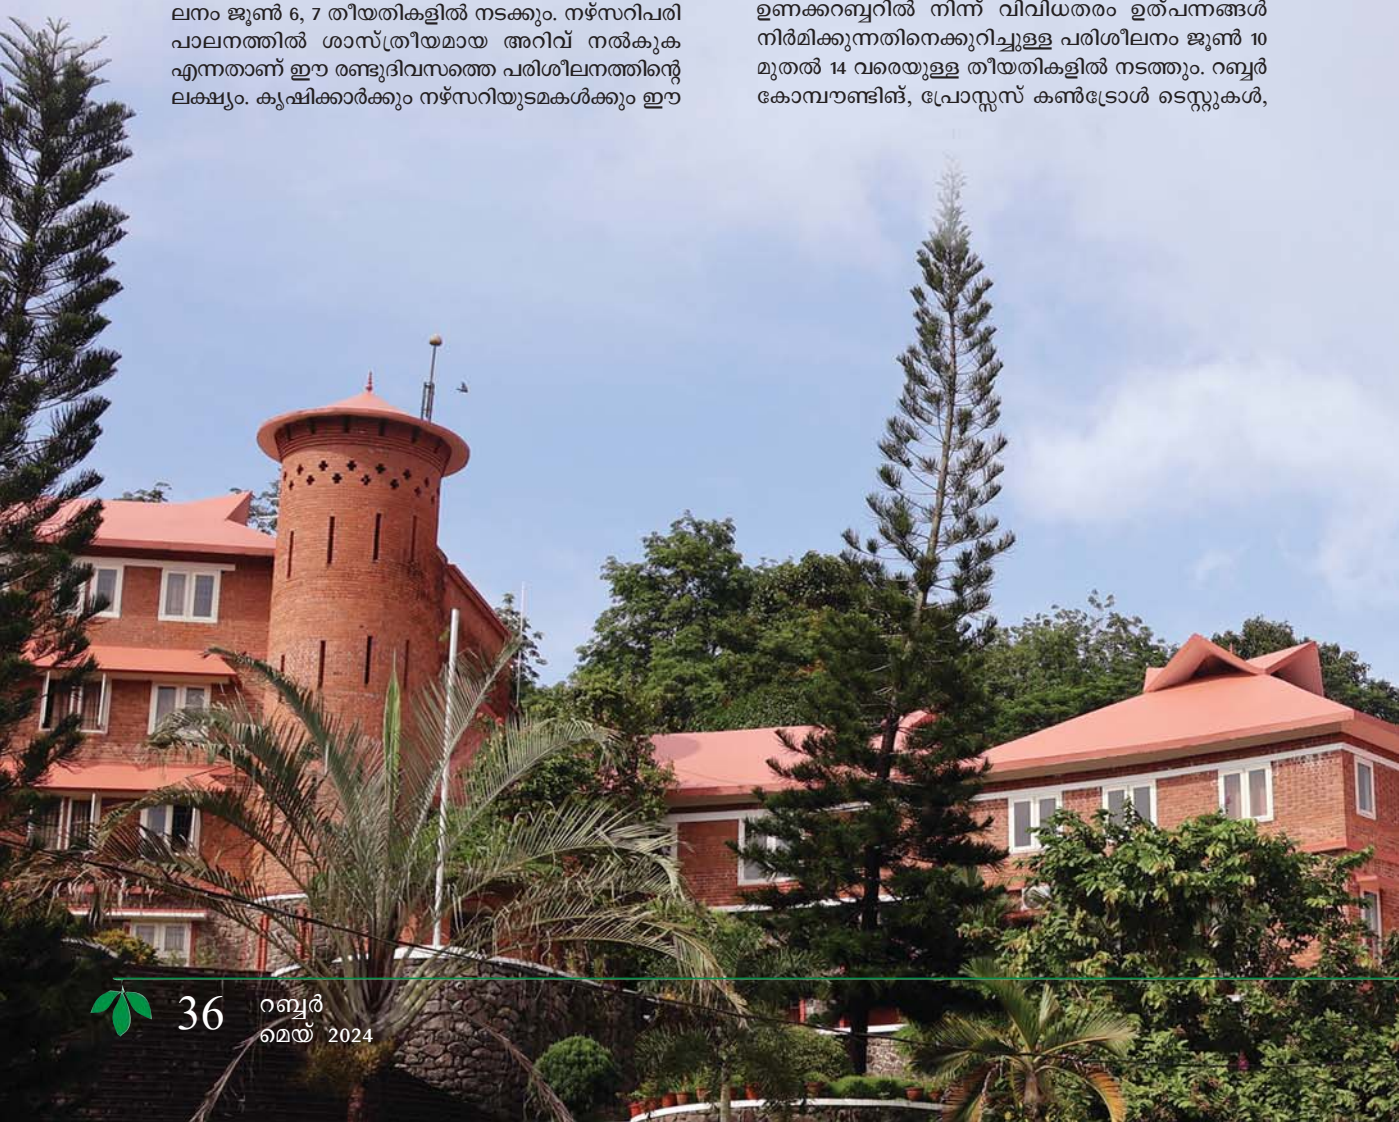 ലനം ജൂൺ 6, 7 തീയതികളിൽ നടക്കും. നഴ്സറിപരി
പാലനത്തിൽ ശാസ്ത്രീയമായ അറിവ് നൽകുക
എന്നതാണ് ഈ രണ്ടുദിവസത്തെ പരിശീലനത്തിന്റെ
ലക്ഷ്യം. കൃഷിക്കാർക്കും നഴ്സറിയുടമകൾക്കും ഈ
ഉണക്കറബ്ബറിൽ നിന്ന് വിവിധതരം ഉത്പന്നങ്ങൾ
നിർമിക്കുന്നതിനെക്കുറിച്ചുള്ള പരിശീലനം ജൂൺ 10
മുതൽ 14 വരെയുള്ള തീയതികളിൽ നടത്തും. റബ്ബർ
കോമ്പൗണ്ടിങ്, പ്രോസ്സസ് കൺട്രോൾ ടെസ്റ്റുകൾ,
36
റബ്ബർ
മെയ് 2024